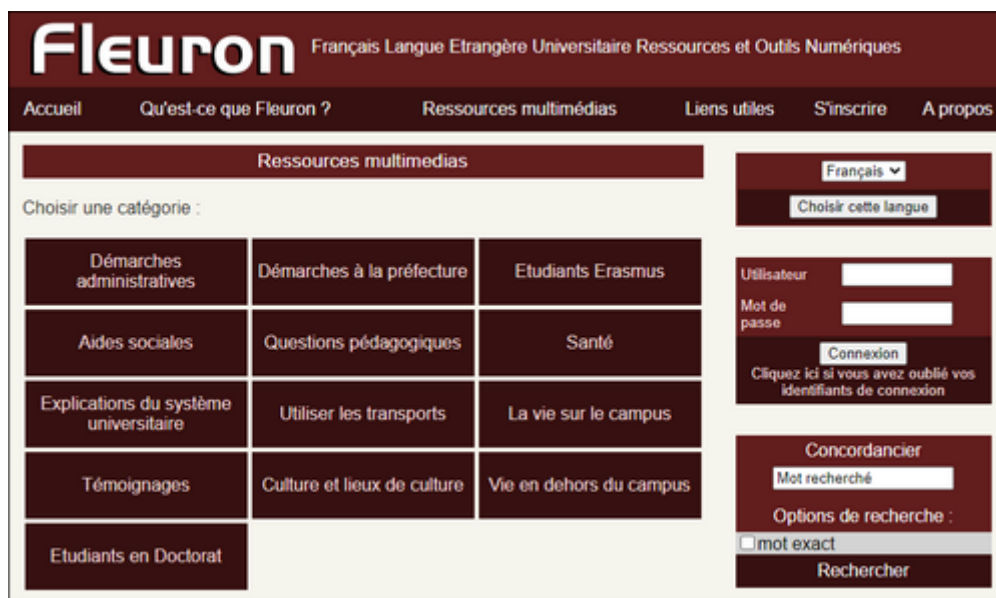 Fleuron Français Langue Etrangère Universitaire Ressources et Outils Numériques
Accueil Qu'est-ce que Fleuron ? Ressources multimédias Liens utiles S'inscrire A propos
Ressources multimedias
Choisir une catégorie :
Démarches
administratives
Démarches à la préfecture
Etudiants Erasmus
Aides sociales
Questions pédagogiques
Santé
Explications du système
universitaire
Utiliser les transports
La vie sur le campus
Témoignages
Culture et lieux de culture
Vie en dehors du campus
Etudiants en Doctorat
Français
Choisir cette langue
Utilisateur
Mot de
passe
Connexion
Cliquez ici si vous avez oublié vos
identifiants de connexion
Concordancier
Mot recherché
Options de recherche :
mot exact
Rechercher